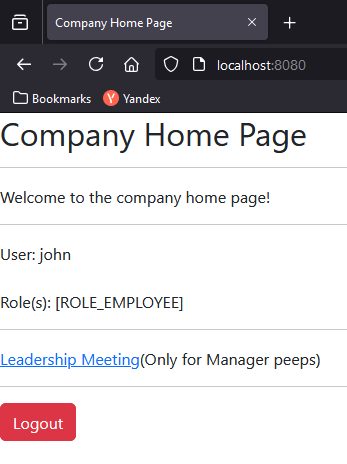 Company Home Page
localhost:8080
Bookmarks
Yandex
Company Home Page
Welcome to the company home page!
User: john
Role(s): [ROLE_EMPLOYEE]
Leadership Meeting(Only for Manager peeps)
Logout